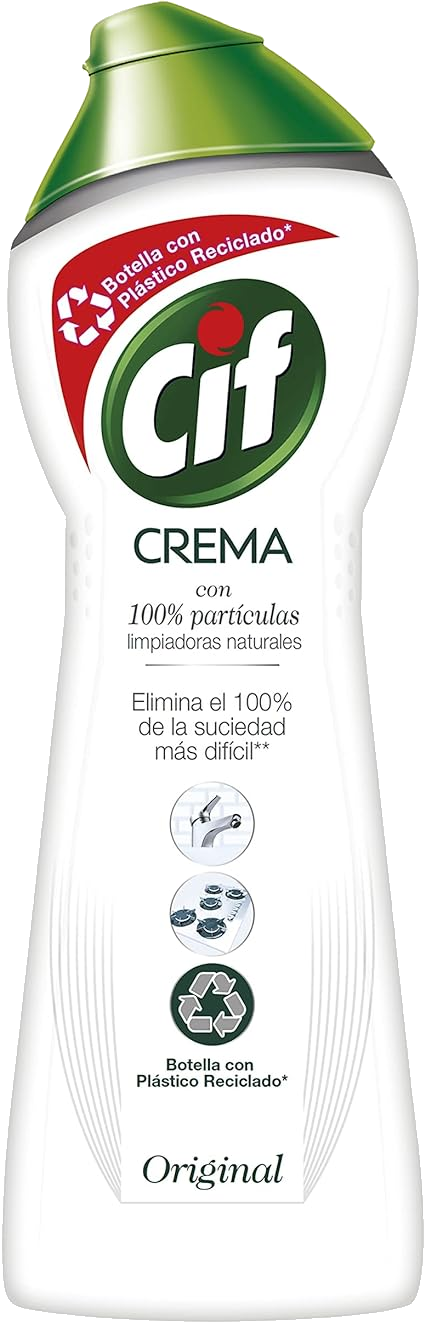 Botella con
Plástico Reciclado*
Cif
CREMA
con
100% partículas
limpiadoras naturales
Elimina el 100%
de la suciedad
más difícil**
Botella con
Plástico Reciclado*
Original